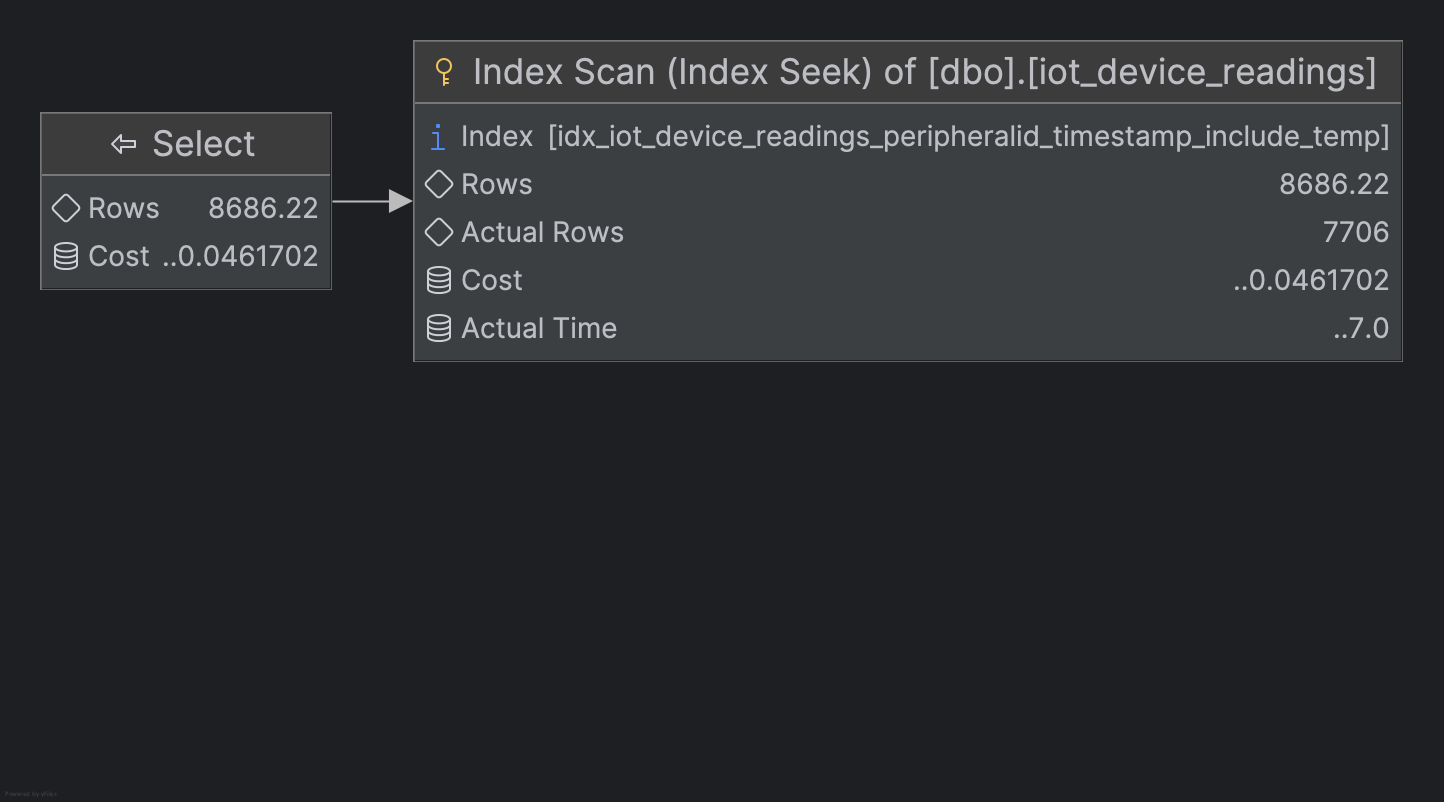 Select
Rows 8686.22
Cost ..0.0461702
Index Scan (Index Seek) of [dbo].[iot_device_readings]
i Index [idx_iot_device_readings_peripheralid_timestamp_include_temp]
Rows 8686.22
Actual Rows 7706
Cost ..0.0461702
Actual Time ..7.0
Powered by yFiles